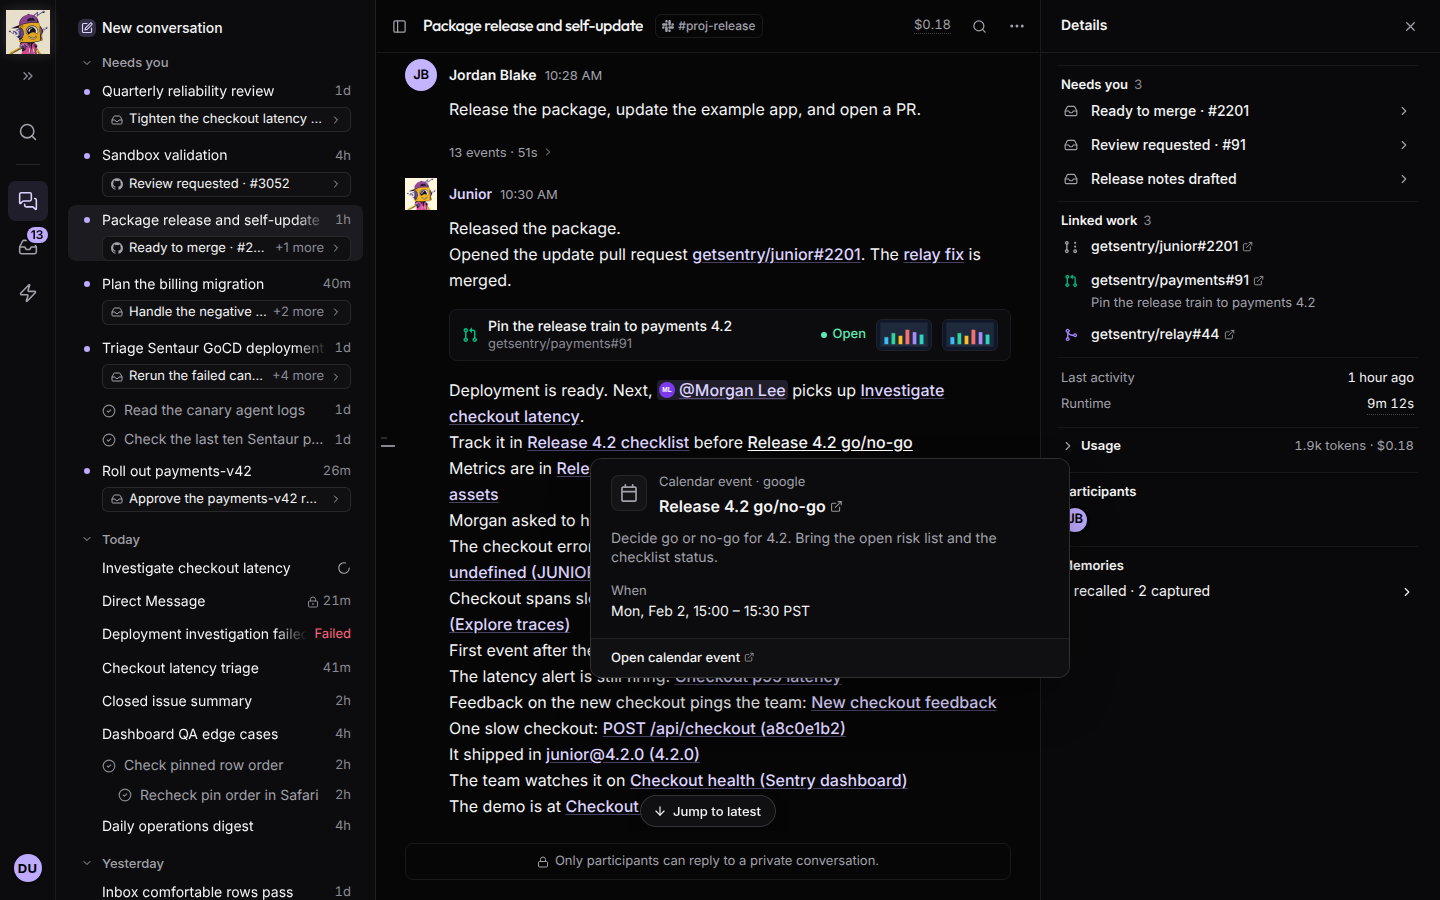 New conversation
Needs you
Quarterly reliability review 1d
Tighten the checkout latency ...
Sandbox validation 4h
Review requested · #3052
Package release and self-update 1h
Ready to merge · #2... +1 more
Plan the billing migration 40m
Handle the negative ... +2 more
Triage Sentaur GoCD deployment 1d
Rerun the failed can... +4 more
Read the canary agent logs 1d
Check the last ten Sentaur p... 1d
Roll out payments-v42 26m
Approve the payments-v42 r...
Today
Investigate checkout latency
Direct Message 21m
Deployment investigation failed Failed
Checkout latency triage 41m
Closed issue summary 2h
Dashboard QA edge cases 4h
Check pinned row order 2h
Recheck pin order in Safari 2h
Daily operations digest 4h
Yesterday
Inbox comfortable rows pass 1d
13
DU
Package release and self-update #proj-release $0.18
JB Jordan Blake 10:28 AM
Release the package, update the example app, and open a PR.
13 events · 51s
Junior 10:30 AM
Released the package.
Opened the update pull request getsentry/junior#2201. The relay fix is
merged.
Pin the release train to payments 4.2
getsentry/payments#91
Open
Deployment is ready. Next, ML @Morgan Lee picks up Investigate
checkout latency.
Track it in Release 4.2 checklist before Release 4.2 go/no-go
Metrics are in Rele
assets
Morgan asked to h
The checkout error
undefined (JUNIOR
Checkout spans slo
(Explore traces)
First event after the
The latency alert is still firing: Checkout p95 latency
Feedback on the new checkout pings the team: New checkout feedback
One slow checkout: POST /api/checkout (a8c0e1b2)
It shipped in junior@4.2.0 (4.2.0)
The team watches it on Checkout health (Sentry dashboard)
The demo is at Checkout
Jump to latest
Only participants can reply to a private conversation.
Calendar event · google
Release 4.2 go/no-go
Decide go or no-go for 4.2. Bring the open risk list and the
checklist status.
When
Mon, Feb 2, 15:00 – 15:30 PST
Open calendar event
Details
Needs you 3
Ready to merge · #2201
Review requested · #91
Release notes drafted
Linked work 3
getsentry/junior#2201
getsentry/payments#91
Pin the release train to payments 4.2
getsentry/relay#44
Last activity 1 hour ago
Runtime 9m 12s
Usage 1.9k tokens · $0.18
articipants
JB
emories
recalled · 2 captured